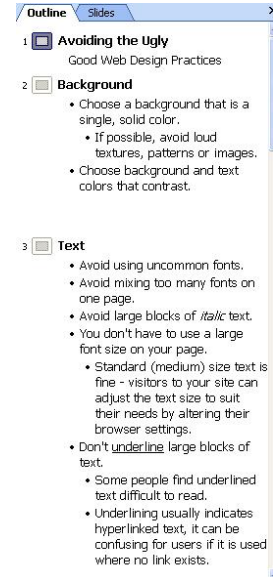 Outline Slides ×
1 Avoiding the Ugly
Good Web Design Practices
2 Background
• Choose a background that is a
single, solid color.
• If possible, avoid loud
textures, patterns or images.
• Choose background and text
colors that contrast.
3 Text
• Avoid using uncommon fonts.
• Avoid mixing too many fonts on
one page.
• Avoid large blocks of italic text.
• You don't have to use a large
font size on your page.
• Standard (medium) size text is
fine - visitors to your site can
adjust the text size to suit
their needs by altering their
browser settings.
• Don't underline large blocks of
text.
• Some people find underlined
text difficult to read.
• Underlining usually indicates
hyperlinked text, it can be
confusing for users if it is used
where no link exists.